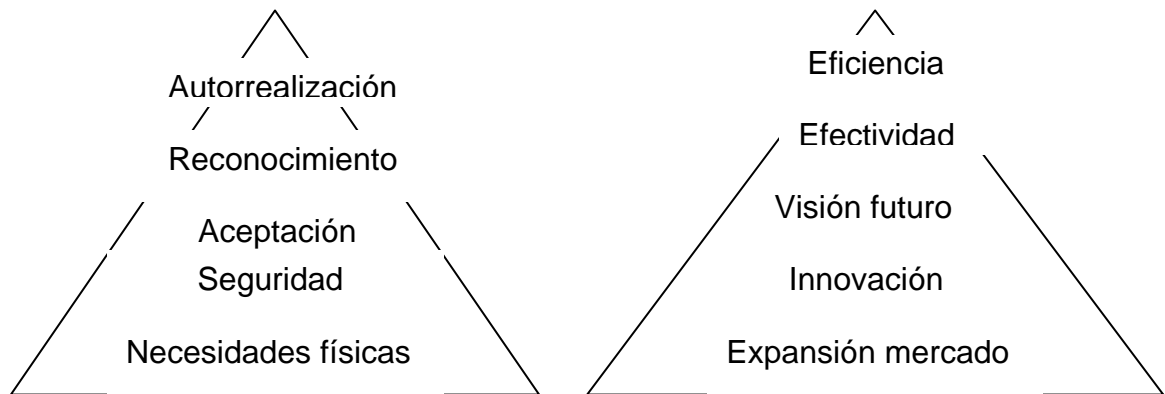 Autorrealización
Reconocimiento
Aceptación
Seguridad
Necesidades físicas
Eficiencia
Efectividad
Visión futuro
Innovación
Expansión mercado